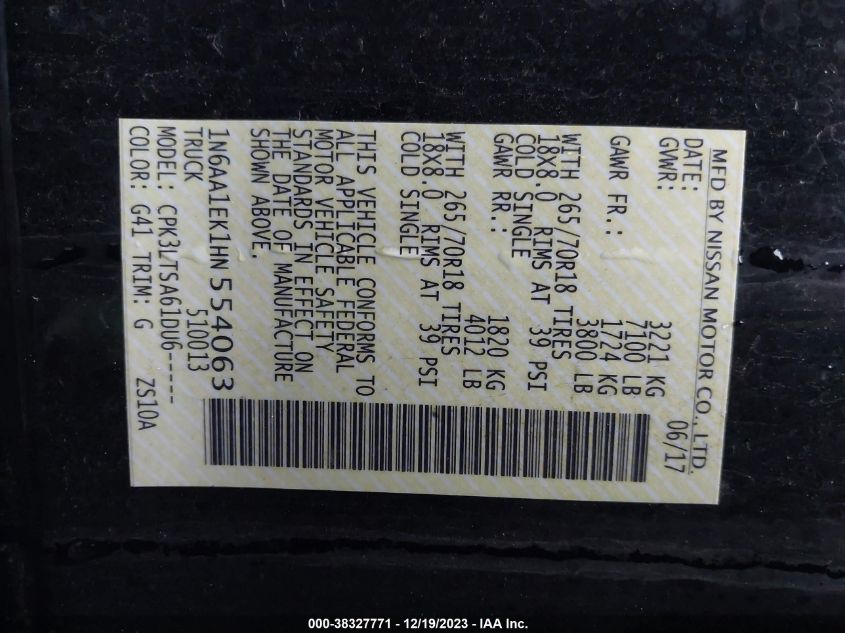 MFD BY NISSAN MOTOR CO., LTD.
DATE: 06/17
GVWR: 3221 KG
7100 LB
GAWR FR.: 1724 KG
3800 LB
WITH 265/70R18 TIRES
18X8.0 RIMS AT 39 PSI
COLD SINGLE
GAWR RR.: 1820 KG
4012 LB
WITH 265/70R18 TIRES
18X8.0 RIMS AT 39 PSI
COLD SINGLE
THIS VEHICLE CONFORMS TO
ALL APPLICABLE FEDERAL
MOTOR VEHICLE SAFETY
STANDARDS IN EFFECT ON
THE DATE OF MANUFACTURE
SHOWN ABOVE.
1N6AA1EK1HN554063
TRUCK 510013
MODEL: CPK3LTSA61DU6-----
COLOR: G41 TRIM: G ZS10A
000-38327771 - 12/19/2023 - IAA Inc.